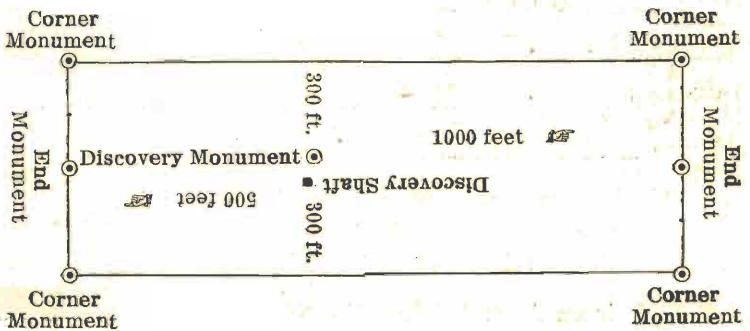 Corner
Monument
Corner
Monument
300 ft.
1000 feet
End
Monument
Discovery Monument
End
Monument
Discovery Shaft
500 feet
300 ft.
Corner
Monument
Corner
Monument